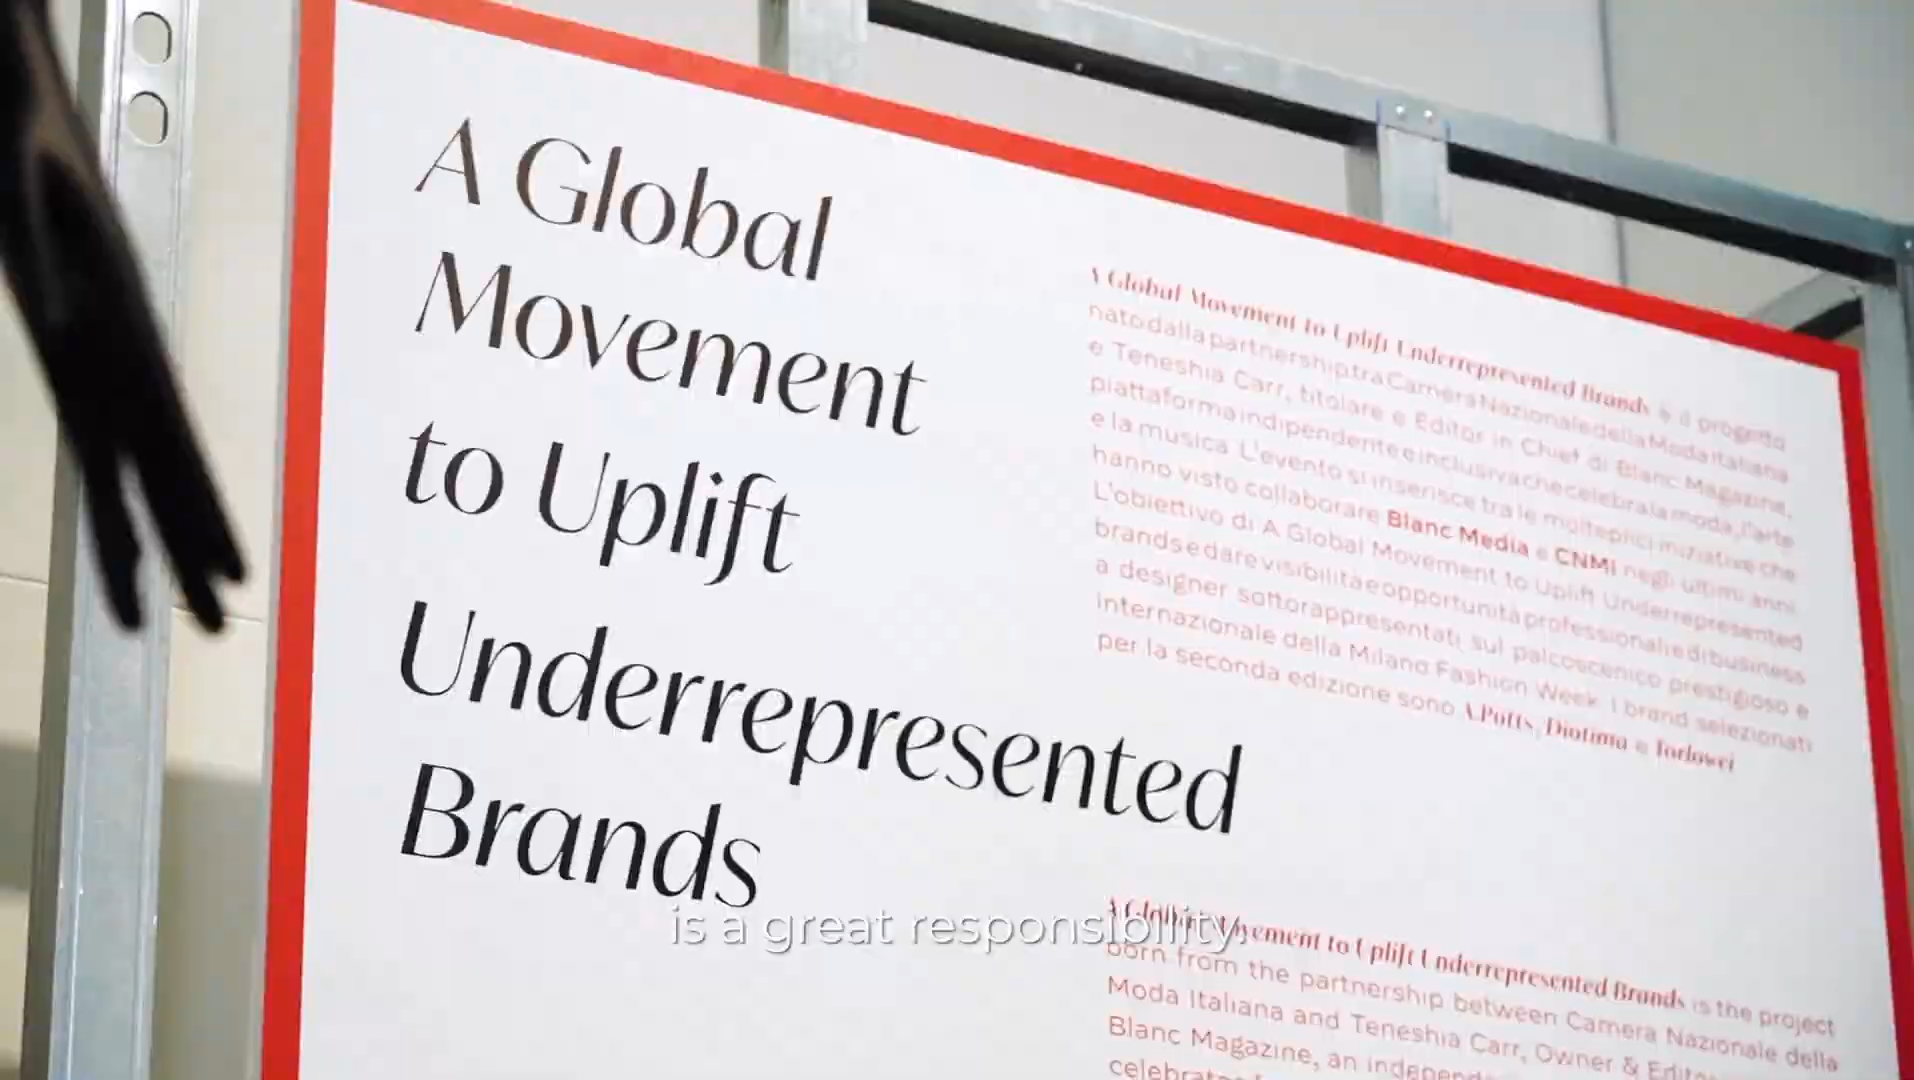 A Global
Movement
to Uplift
Underrepresented
Brands
A Global Movement to Uplift Underrepresented Brands è il progetto
nato dalla partnership tra Camera Nazionale della Moda Italiana
e Teneshia Carr, titolare e Editor in Chief di Blanc Magazine,
piattaforma indipendente e inclusiva che celebra la moda, l'arte
e la musica. L'evento si inserisce tra le molteplici iniziative che
hanno visto collaborare Blanc Media e CNMI negli ultimi anni.
L'obiettivo di A Global Movement to Uplift Underrepresented
brands e dare visibilità e opportunità professionali e di business
a designer sottorappresentati, sul palcoscenico prestigioso e
internazionale della Milano Fashion Week. I brand selezionati
per la seconda edizione sono A.Potts, Diotima e Torlowei
A Global Movement to Uplift Underrepresented Brands is the project
born from the partnership between Camera Nazionale della
Moda Italiana and Teneshia Carr, Owner & Editor
Blanc Magazine, an
is a great responsibility.